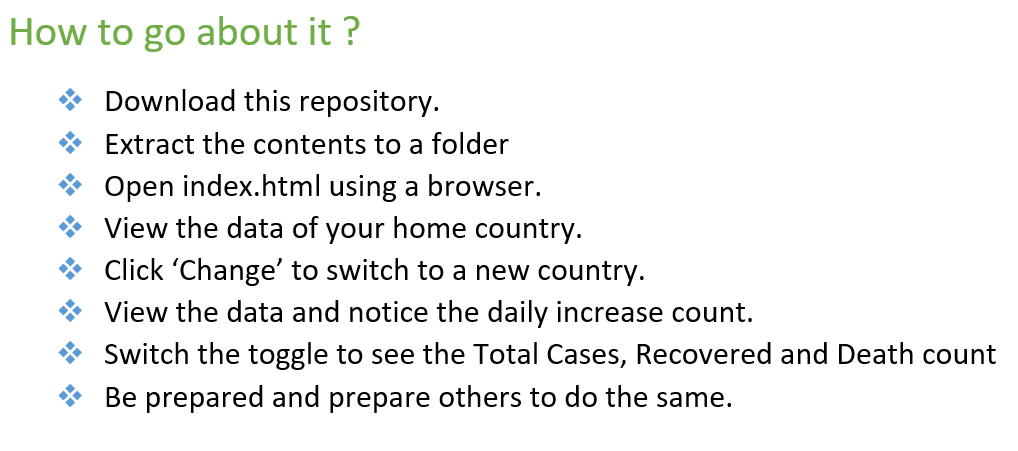 How to go about it ?
Download this repository.
Extract the contents to a folder
Open index.html using a browser.
View the data of your home country.
Click ‘Change’ to switch to a new country.
View the data and notice the daily increase count.
Switch the toggle to see the Total Cases, Recovered and Death count
Be prepared and prepare others to do the same.